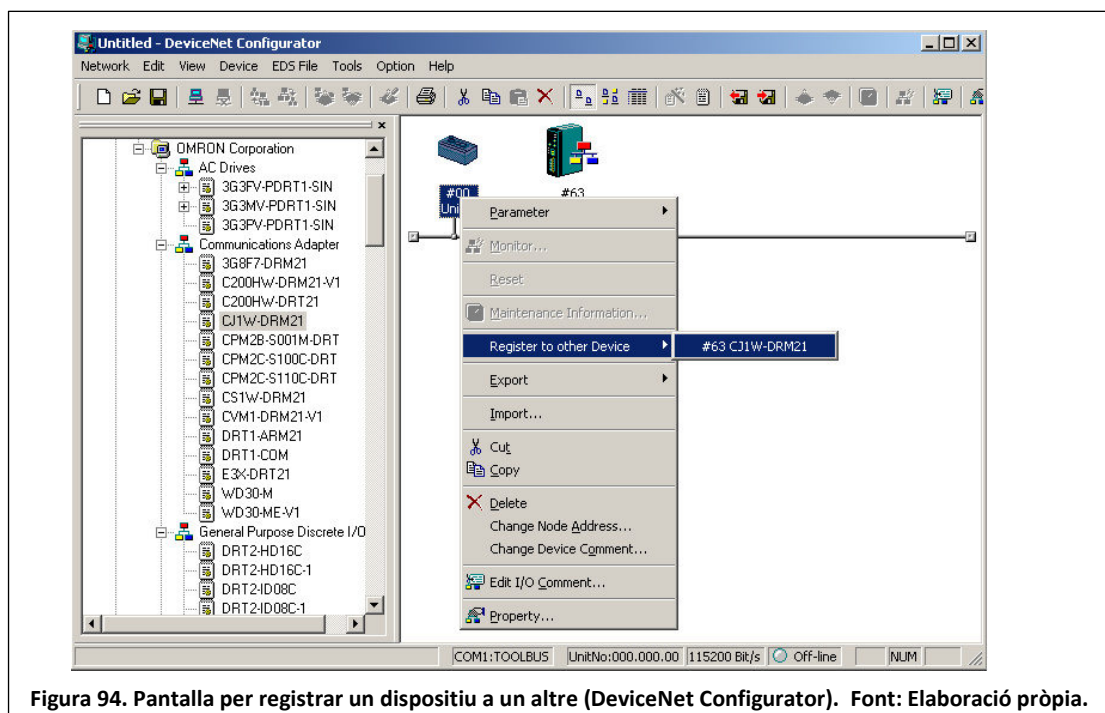 Untitled - DeviceNet Configurator
Network Edit View Device EDS File Tools Option Help
OMRON Corporation
AC Drives
3G3FV-PDRT1-SIN
3G3MV-PDRT1-SIN
3G3PV-PDRT1-SIN
Communications Adapter
3G8F7-DRM21
C200HW-DRM21-V1
C200HW-DRT21
CJ1W-DRM21
CPM2B-S001M-DRT
CPM2C-S100C-DRT
CPM2C-S110C-DRT
CS1W-DRM21
CVM1-DRM21-V1
DRT1-ARM21
DRT1-COM
E3X-DRT21
WD30-M
WD30-ME-V1
General Purpose Discrete I/O
DRT2-HD16C
DRT2-HD16C-1
DRT2-ID08C
DRT2-ID08C-1
#00
#63
Parameter
Monitor...
Reset
Maintenance Information...
Register to other Device
#63 CJ1W-DRM21
Export
Import...
Cut
Copy
Delete
Change Node Address...
Change Device Comment...
Edit I/O Comment...
Property...
COM1:TOOLBUS UnitNo:000.000.00 115200 Bit/s Off-line NUM
Figura 94. Pantalla per registrar un dispositiu a un altre (DeviceNet Configurator). Font: Elaboració pròpia.